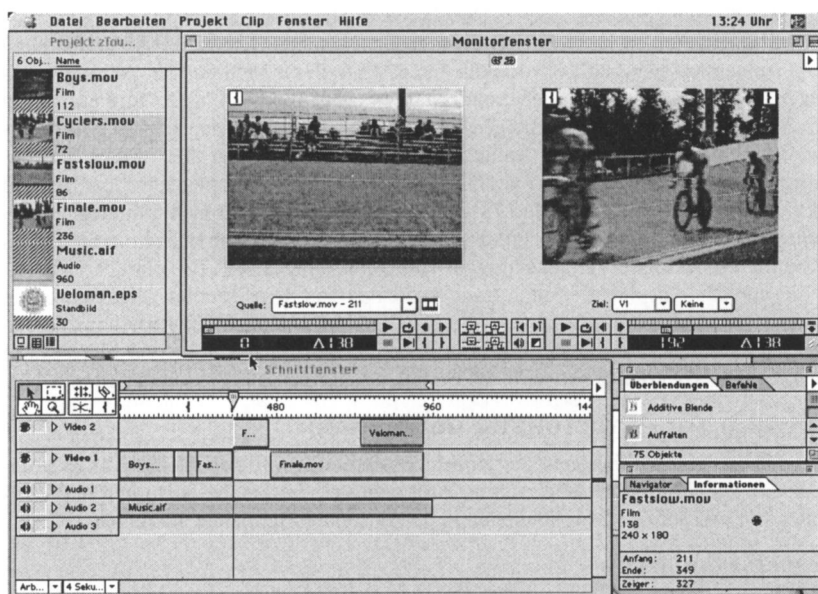 Datei Bearbeiten Projekt Clip Fenster Hilfe 13:24 Uhr
Projekt: zfou...
6 Obj... Name
Boys.mov
Film
112
Cyclers.mov
Film
72
Fastslow.mov
Film
86
Finale.mov
Film
236
Music.aif
Audio
960
Veloman.eps
Standbild
30
Monitorfenster
Quelle: Fastslow.mov - 211
Ziel: V1 Keine
0 Δ138
192 Δ138
Schnittfenster
480 960 144
Video 2 F... Veloman...
Video 1 Boys... Fas... Finale.mov
Audio 1
Audio 2 Music.aif
Audio 3
Arb... 4 Seku...
Überblendungen Befehle
Additive Blende
Auffalten
75 Objekte
Navigator Informationen
Fastslow.mov
Film
138
240 x 180
Anfang: 211
Ende: 349
Zeiger: 327